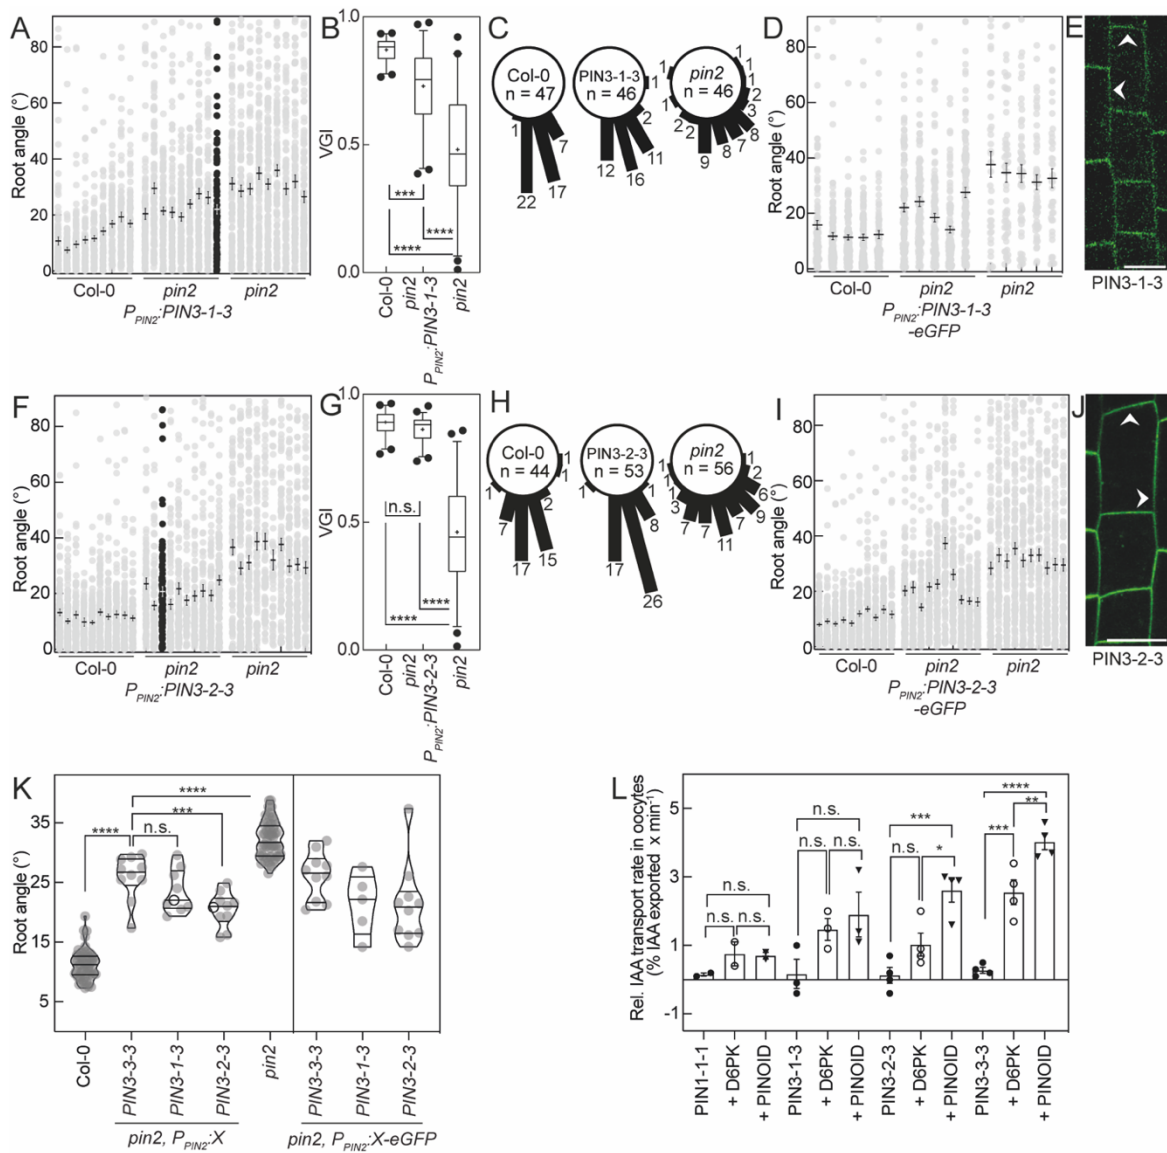 A
Root angle (°)
80
60
40
20
0
Col-0
pin2
pin2
P_PIN2:PIN3-1-3
B
VGI
1.0
0.5
0.0
***
****
****
Col-0
pin2
P_PIN2:PIN3-1-3
pin2
C
Col-0
n = 47
1
22
17
7
PIN3-1-3
n = 46
1
2
12
16
11
pin2
n = 46
1
1
1
1
2
2
2
3
9
8
8
7
D
Root angle (°)
80
60
40
20
0
Col-0
pin2
pin2
P_PIN2:PIN3-1-3
-eGFP
E
PIN3-1-3
F
Root angle (°)
80
60
40
20
0
Col-0
pin2
pin2
P_PIN2:PIN3-2-3
G
VGI
1.0
0.5
0.0
n.s.
****
****
Col-0
pin2
P_PIN2:PIN3-2-3
pin2
H
Col-0
n = 44
1
1
1
2
7
17
15
PIN3-2-3
n = 53
1
1
8
17
26
pin2
n = 56
1
1
1
1
2
3
6
7
7
11
7
9
I
Root angle (°)
80
60
40
20
0
Col-0
pin2
pin2
P_PIN2:PIN3-2-3
-eGFP
J
PIN3-2-3
K
Root angle (°)
35
25
15
5
****
****
***
n.s.
Col-0
PIN3-3-3
PIN3-1-3
PIN3-2-3
pin2
PIN3-3-3
PIN3-1-3
PIN3-2-3
pin2, P_PIN2:X
pin2, P_PIN2:X-eGFP
L
Rel. IAA transport rate in oocytes
(% IAA exported x min⁻¹)
5
3
1
-1
n.s.
n.s.
n.s.
n.s.
n.s.
n.s.
***
n.s.
*
****
***
**
PIN1-1-1
+ D6PK
+ PINOID
PIN3-1-3
+ D6PK
+ PINOID
PIN3-2-3
+ D6PK
+ PINOID
PIN3-3-3
+ D6PK
+ PINOID